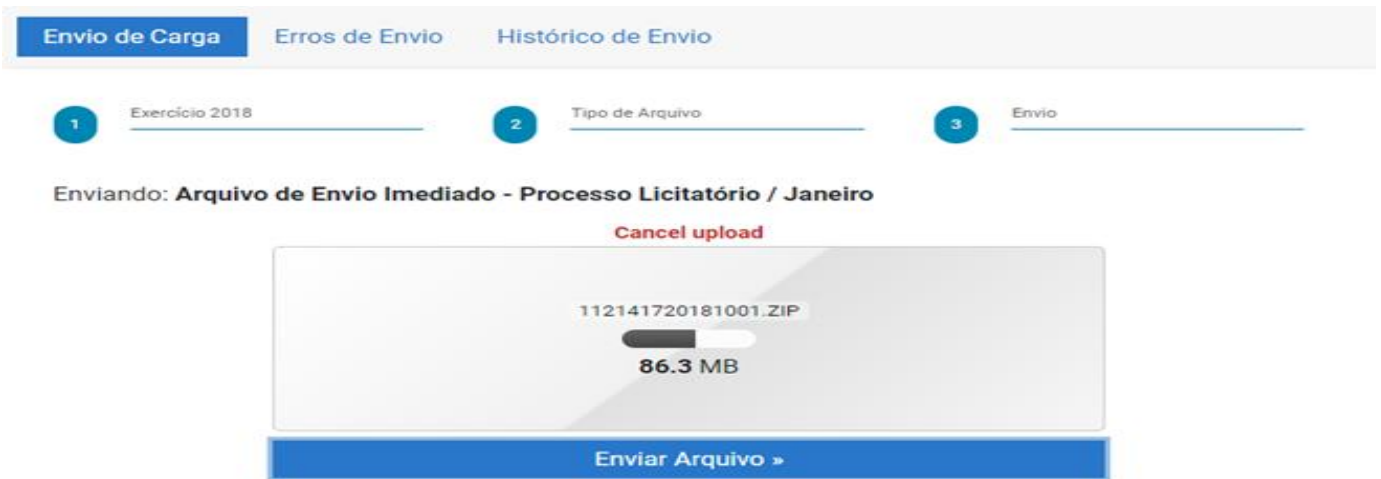 Envio de Carga Erros de Envio Histórico de Envio
1 Exercício 2018 2 Tipo de Arquivo 3 Envio
Enviando: Arquivo de Envio Imediado - Processo Licitatório / Janeiro
Cancel upload
112141720181001.ZIP
86.3 MB
Enviar Arquivo »